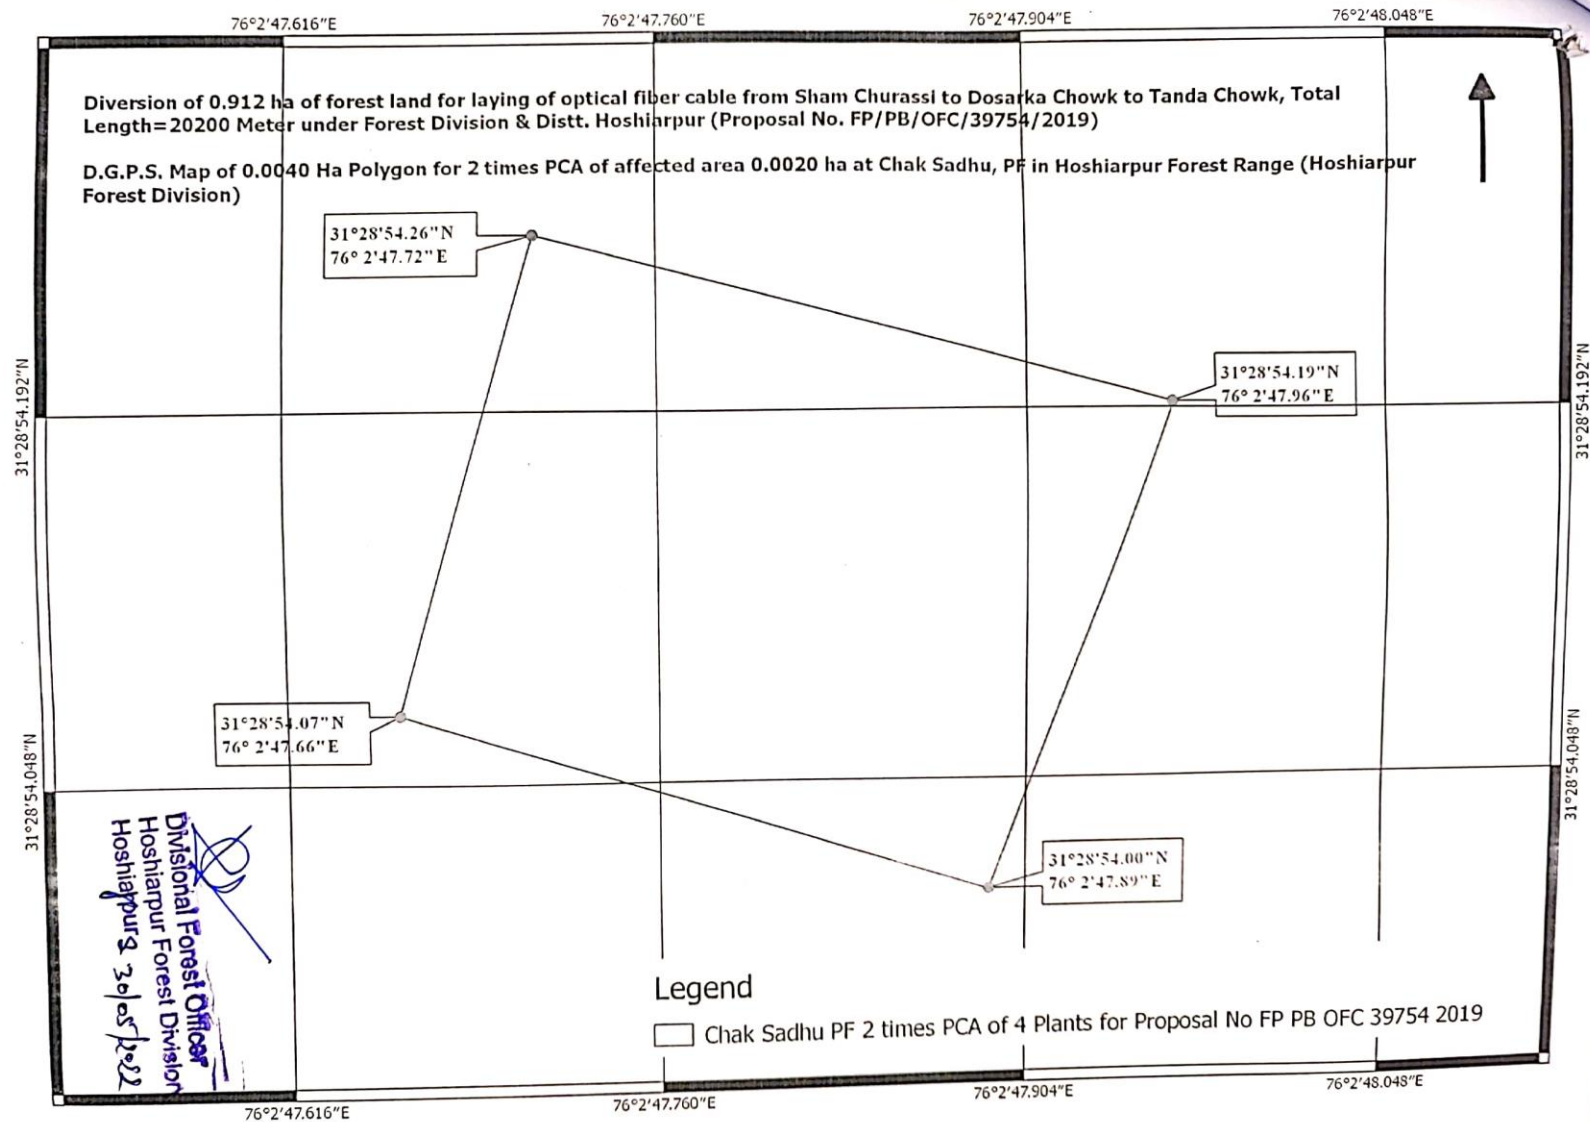 76°2'47.616"E 76°2'47.760"E 76°2'47.904"E 76°2'48.048"E
Diversion of 0.912 ha of forest land for laying of optical fiber cable from Sham Churassi to Dosarka Chowk to Tanda Chowk, Total
Length=20200 Meter under Forest Division & Distt. Hoshiarpur (Proposal No. FP/PB/OFC/39754/2019)
D.G.P.S. Map of 0.0040 Ha Polygon for 2 times PCA of affected area 0.0020 ha at Chak Sadhu, PF in Hoshiarpur Forest Range (Hoshiarpur
Forest Division)
31°28'54.26"N
76° 2'47.72"E
31°28'54.19"N
76° 2'47.96"E
31°28'54.192"N
31°28'54.192"N
31°28'54.07"N
76° 2'47.66"E
31°28'54.00"N
76° 2'47.89"E
31°28'54.048"N
31°28'54.048"N
Divisional Forest Officer
Hoshiarpur Forest Division
Hoshiarpur 30/05/2022
Legend
Chak Sadhu PF 2 times PCA of 4 Plants for Proposal No FP PB OFC 39754 2019
76°2'47.616"E 76°2'47.760"E 76°2'47.904"E 76°2'48.048"E